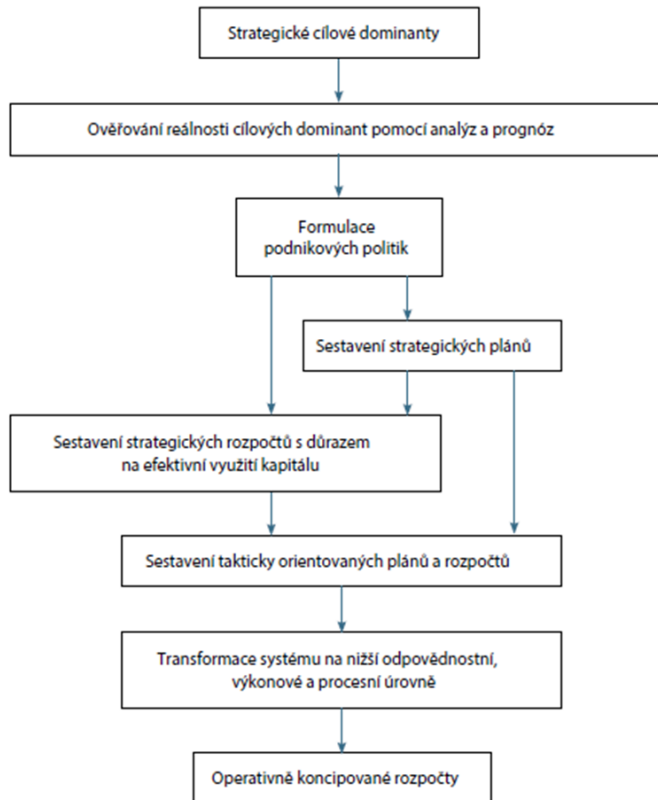 Strategické cílové dominanty
Ověřování reálnosti cílových dominant pomocí analýz a prognóz
Formulace
podnikových politik
Sestavení strategických plánů
Sestavení strategických rozpočtů s důrazem
na efektivní využití kapitálu
Sestavení takticky orientovaných plánů a rozpočtů
Transformace systému na nižší odpovědnostní,
výkonové a procesní úrovně
Operativně koncipované rozpočty